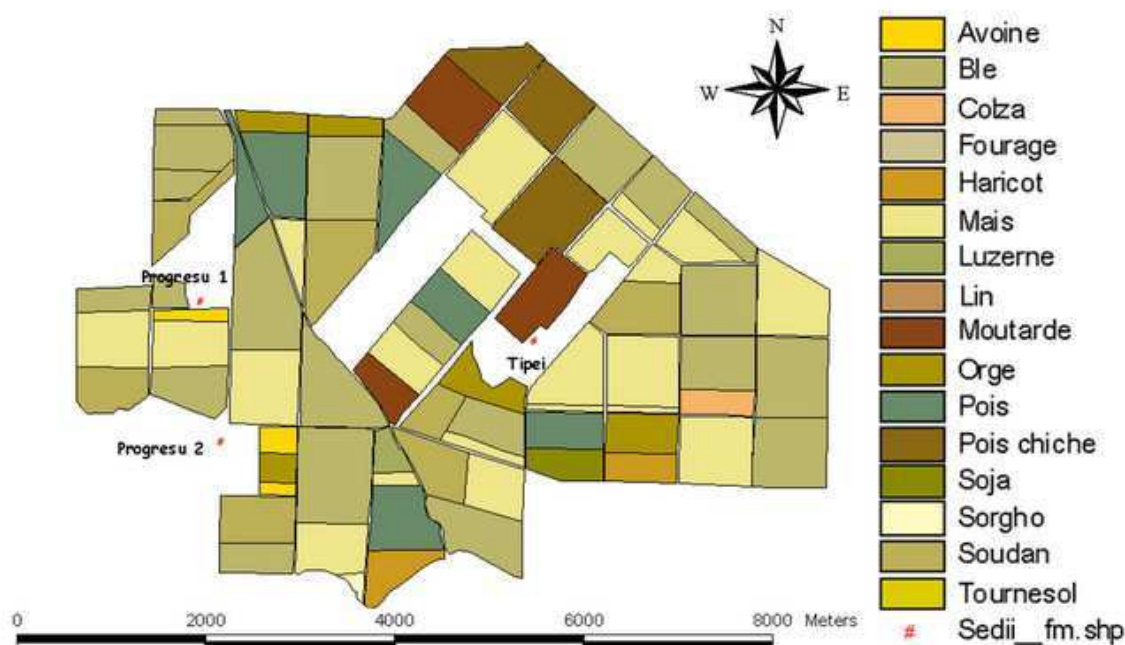 N
W E
S
Progresu 1
Tipei
Progresu 2
0 2000 4000 6000 8000 Meters
Avoine
Ble
Colza
Fourage
Haricot
Mais
Luzerne
Lin
Moutarde
Orge
Pois
Pois chiche
Soja
Sorgho
Soudan
Tournesol
# Sedii__fm.shp